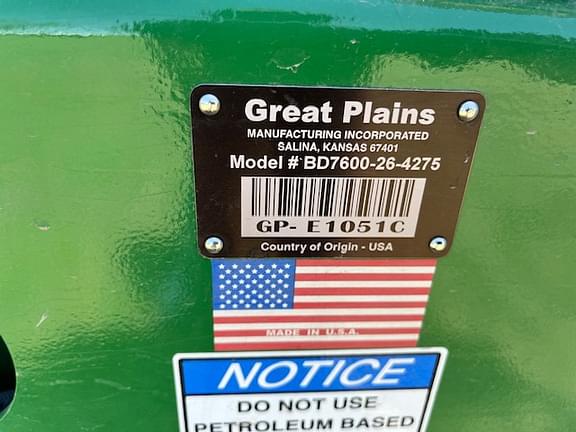 Great Plains
MANUFACTURING INCORPORATED
SALINA, KANSAS 67401
Model # BD7600-26-4275
GP- E1051C
Country of Origin - USA
MADE IN U.S.A.
NOTICE
DO NOT USE
PETROLEUM BASED